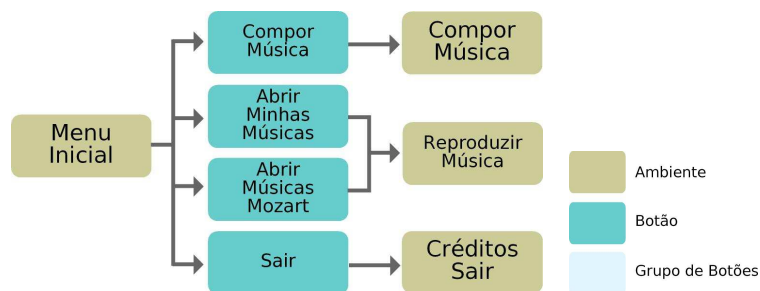 Menu
Inicial
Compor
Música
Abrir
Minhas
Músicas
Abrir
Músicas
Mozart
Sair
Compor
Música
Reproduzir
Música
Créditos
Sair
Ambiente
Botão
Grupo de Botões